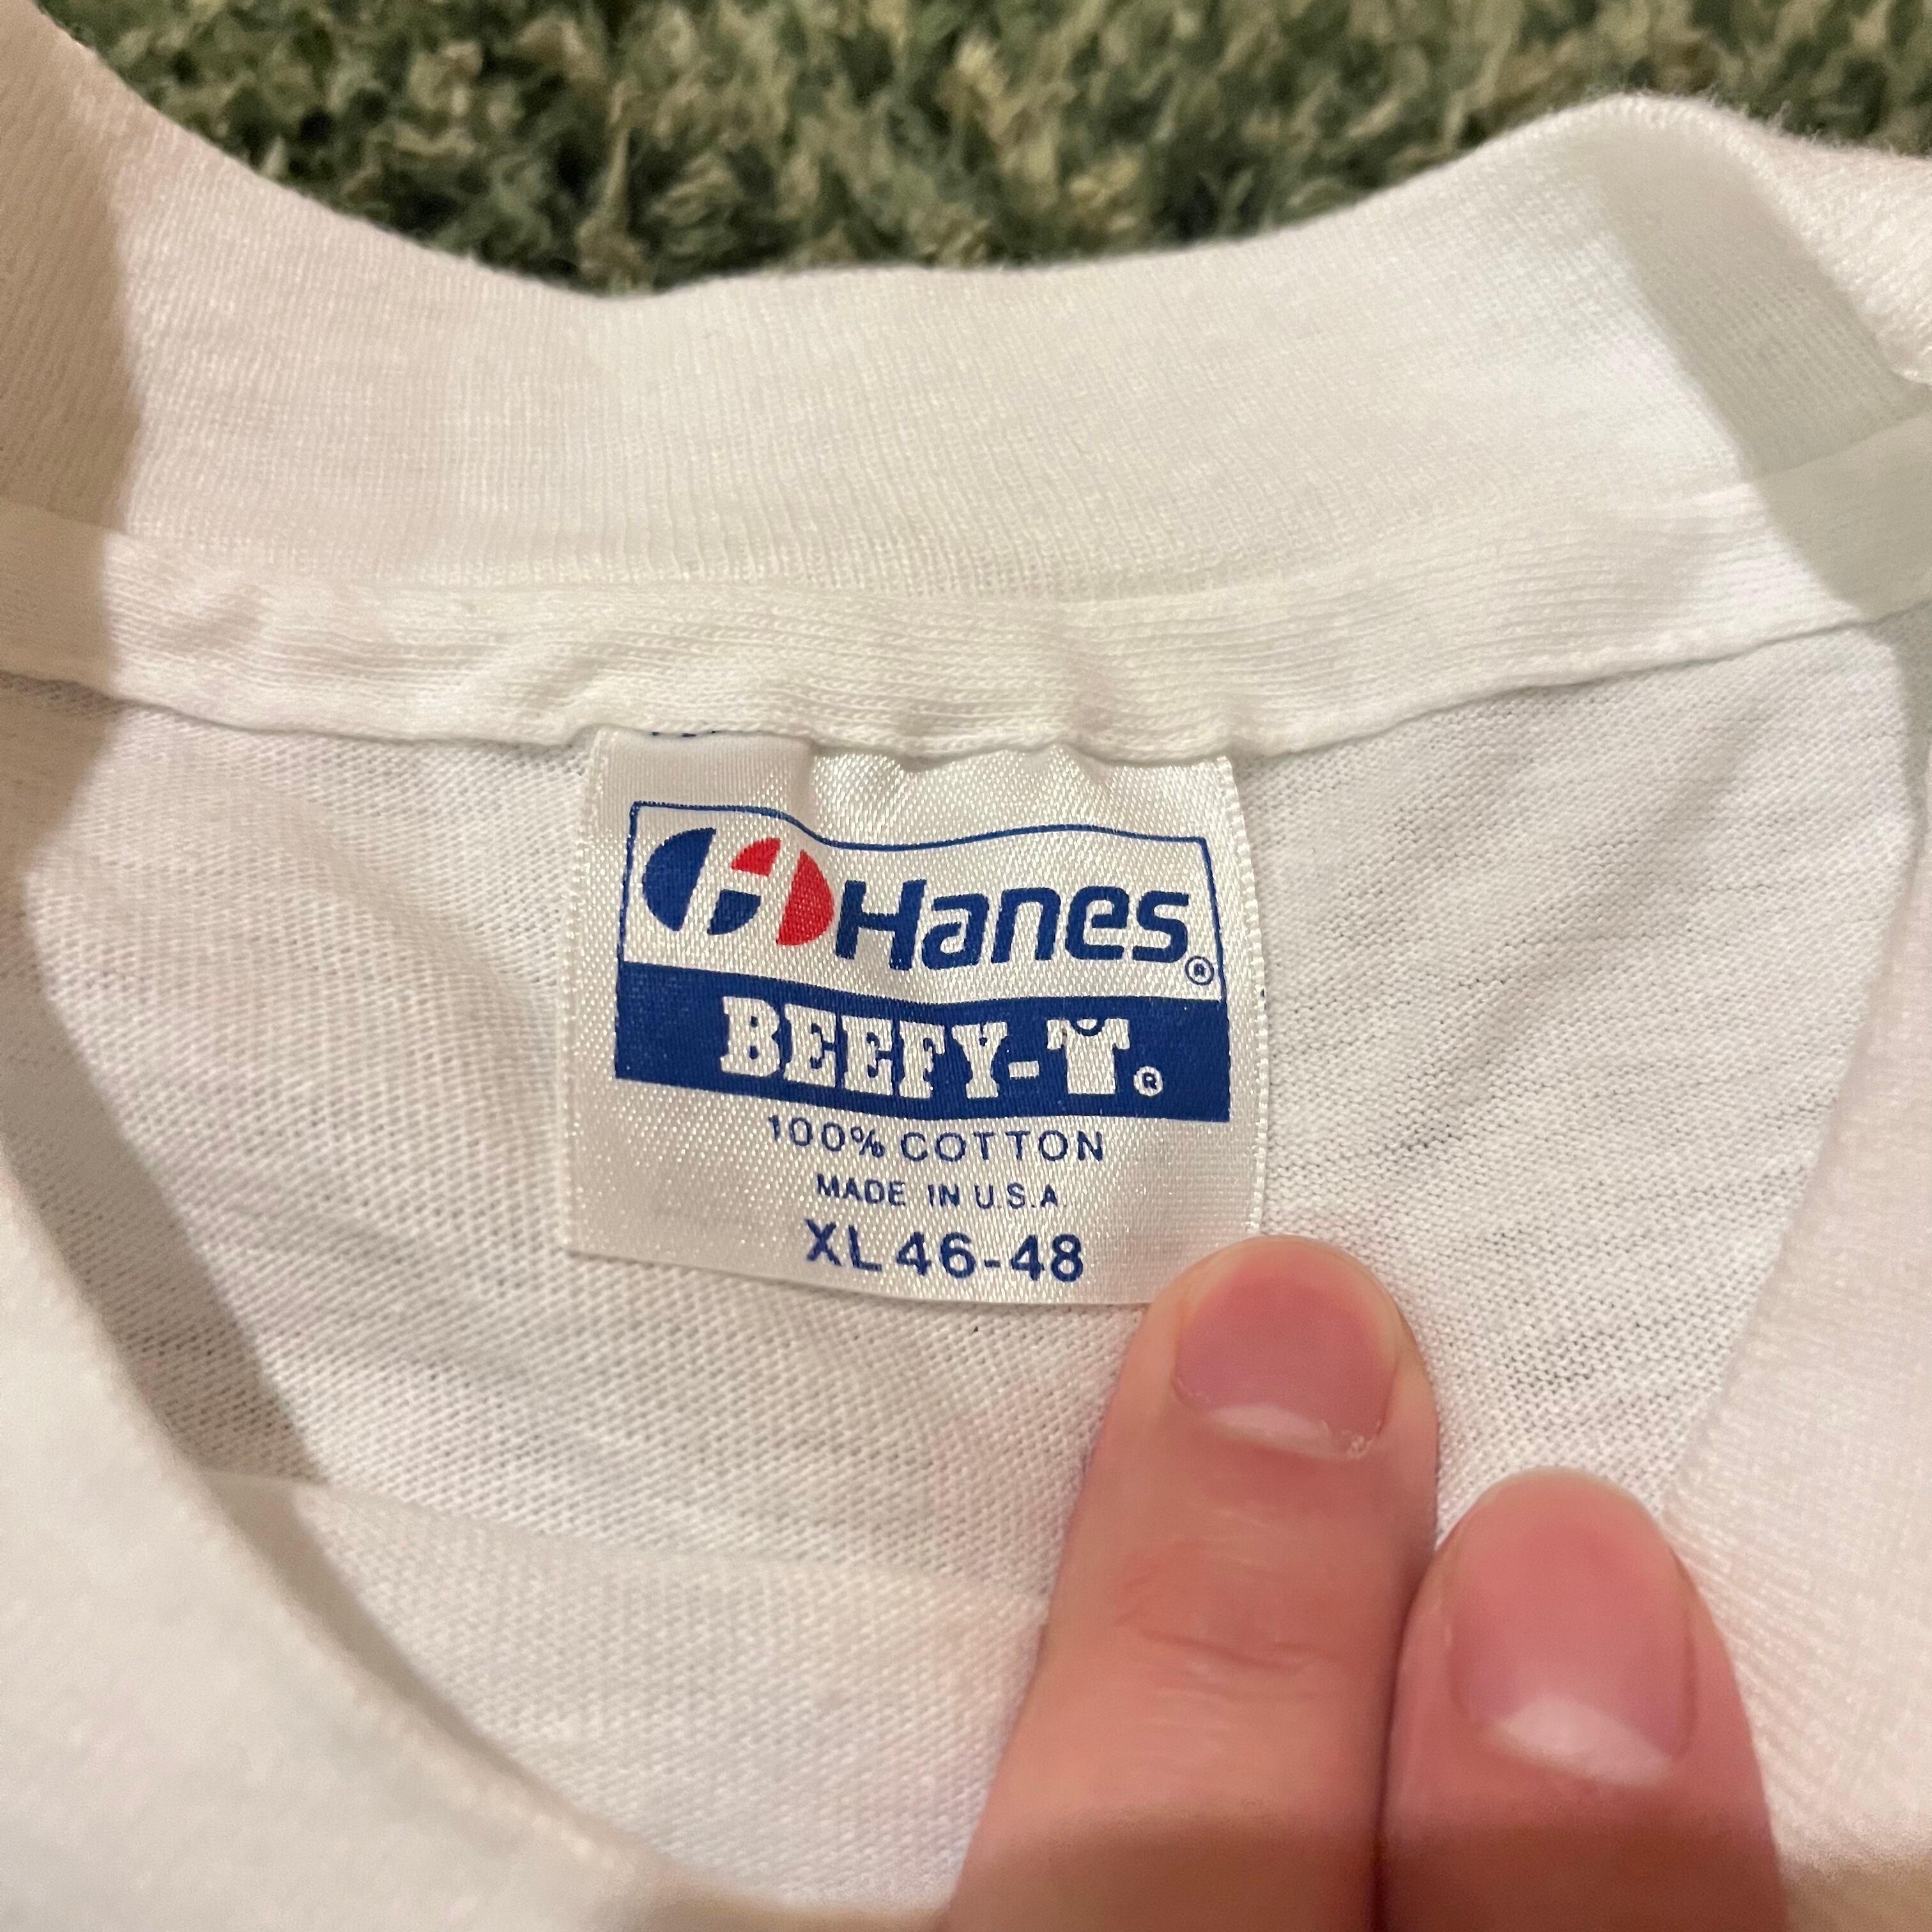 Hanes®
BEEFY-T®
100% COTTON
MADE IN U.S.A.
XL 46-48